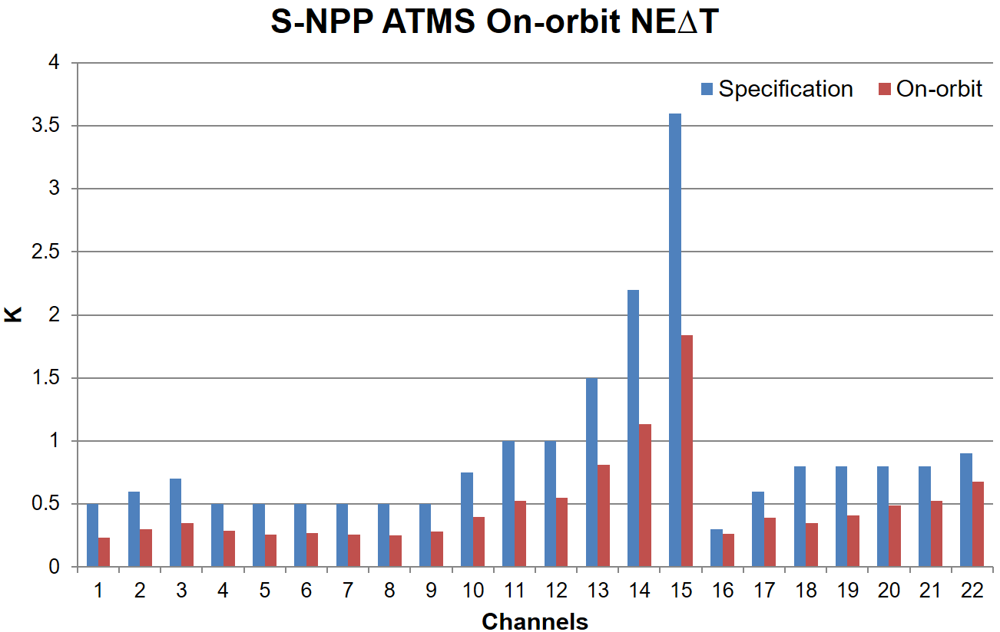 S-NPP ATMS On-orbit NEΔT
Specification On-orbit
4
3.5
3
2.5
2
1.5
1
0.5
0
K
1 2 3 4 5 6 7 8 9 10 11 12 13 14 15 16 17 18 19 20 21 22
Channels